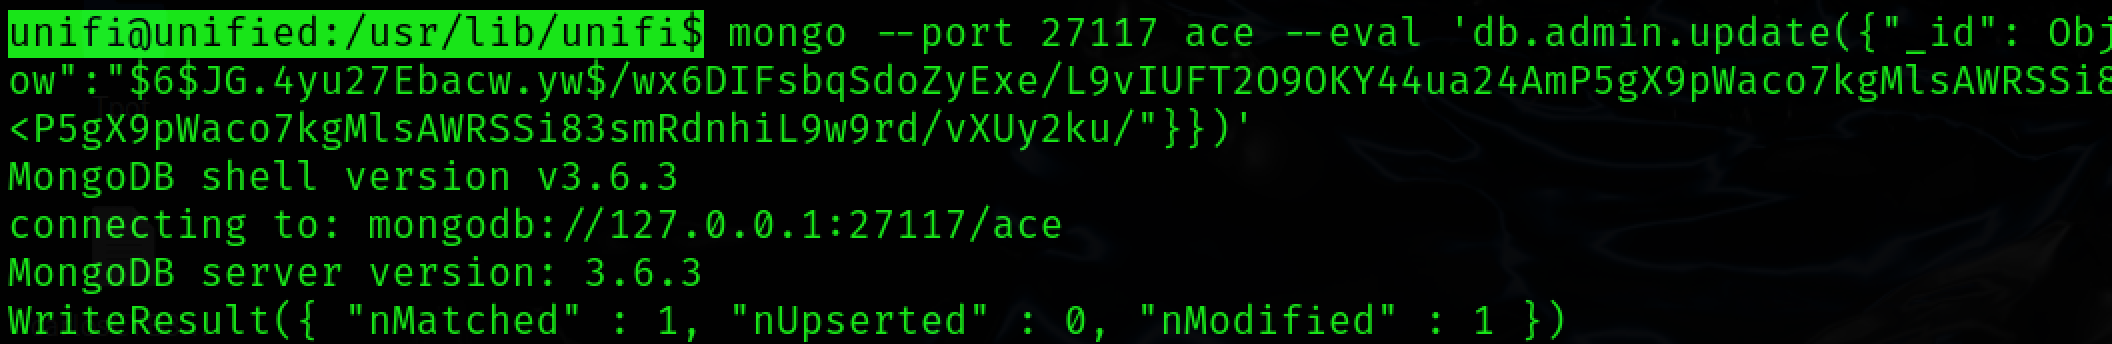 unifi@unified:/usr/lib/unifi$ mongo --port 27117 ace --eval 'db.admin.update({"_id": Obj
ow":"$6$JG.4yu27Ebacw.yw$/wx6DIFsbqSdoZyExe/L9vIUFT2O9OKY44ua24AmP5gX9pWaco7kgMlsAWRSSi8
<P5gX9pWaco7kgMlsAWRSSi83smRdnhiL9w9rd/vXUy2ku/"}})'
MongoDB shell version v3.6.3
connecting to: mongodb://127.0.0.1:27117/ace
MongoDB server version: 3.6.3
WriteResult({ "nMatched" : 1, "nUpserted" : 0, "nModified" : 1 })